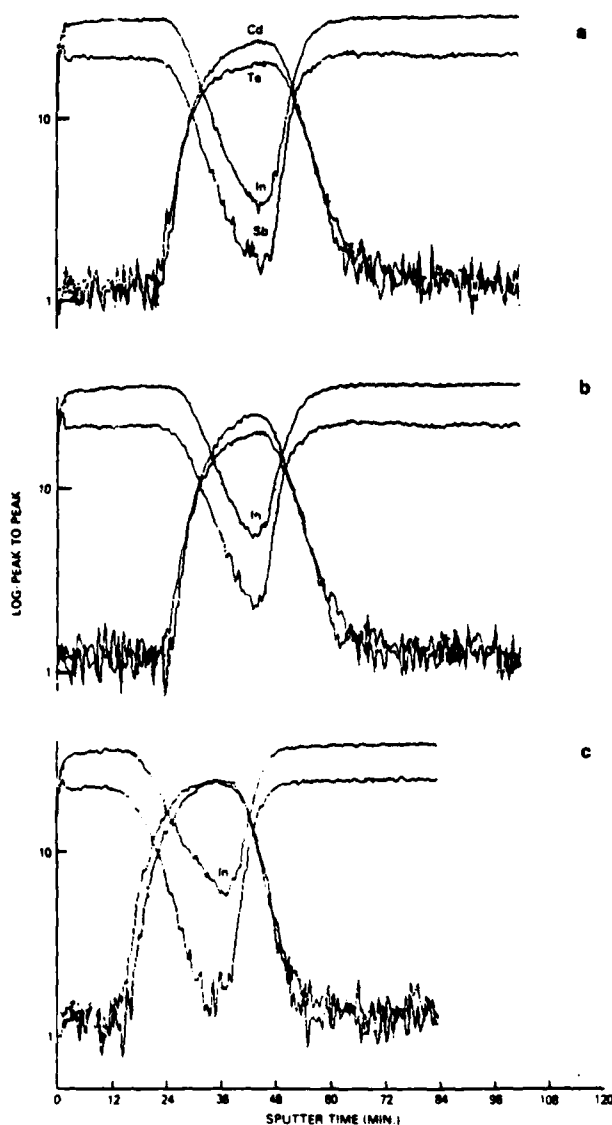 a
Cd
Te
10
In
Sb
1
b
10
In
1
LOG-PEAK TO PEAK
c
10
In
1
0 12 24 36 48 60 72 84 96 108 120
SPUTTER TIME (MIN.)